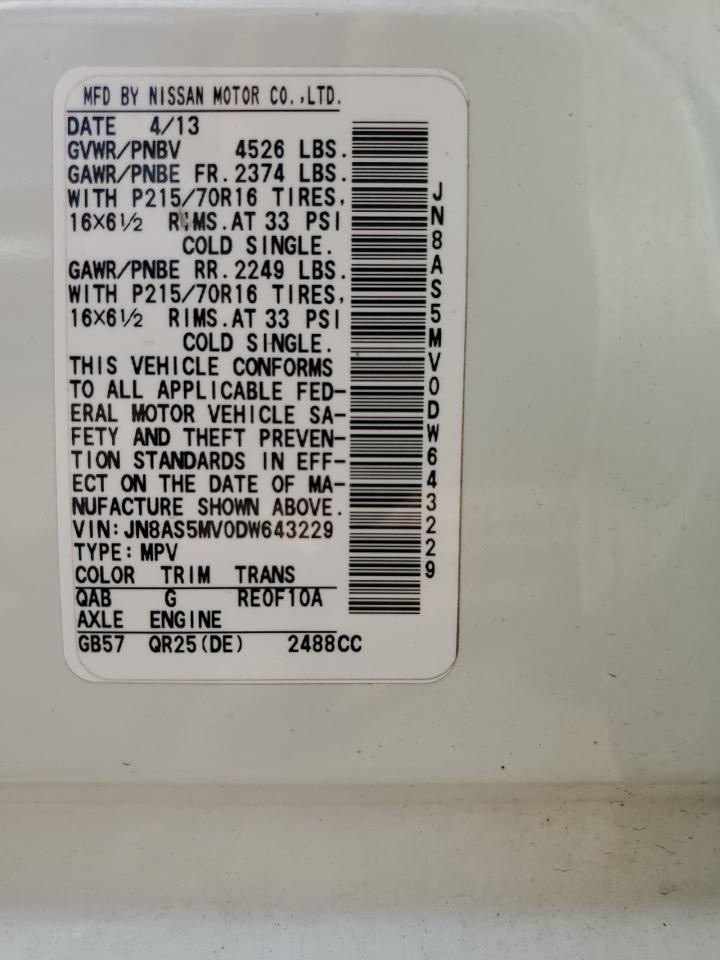 MFD BY NISSAN MOTOR CO.,LTD.
DATE 4/13
GVWR/PNBV 4526 LBS.
GAWR/PNBE FR. 2374 LBS.
WITH P215/70R16 TIRES,
16×6½ RIMS. AT 33 PSI
COLD SINGLE.
GAWR/PNBE RR. 2249 LBS.
WITH P215/70R16 TIRES,
16×6½ RIMS. AT 33 PSI
COLD SINGLE.
THIS VEHICLE CONFORMS
TO ALL APPLICABLE FED-
ERAL MOTOR VEHICLE SA-
FETY AND THEFT PREVEN-
TION STANDARDS IN EFF-
ECT ON THE DATE OF MA-
NUFACTURE SHOWN ABOVE.
VIN: JN8AS5MV0DW643229
TYPE: MPV
COLOR TRIM TRANS
QAB G RE0F10A
AXLE ENGINE
GB57 QR25(DE) 2488CC
JN8AS5MV0DW643229